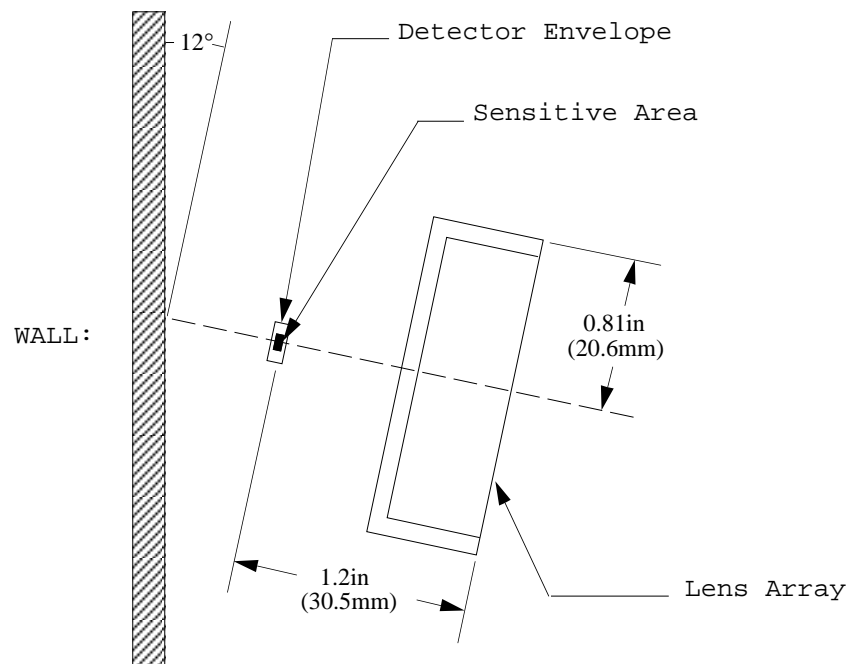 12°
Detector Envelope
Sensitive Area
WALL:
0.81in
(20.6mm)
1.2in
(30.5mm)
Lens Array